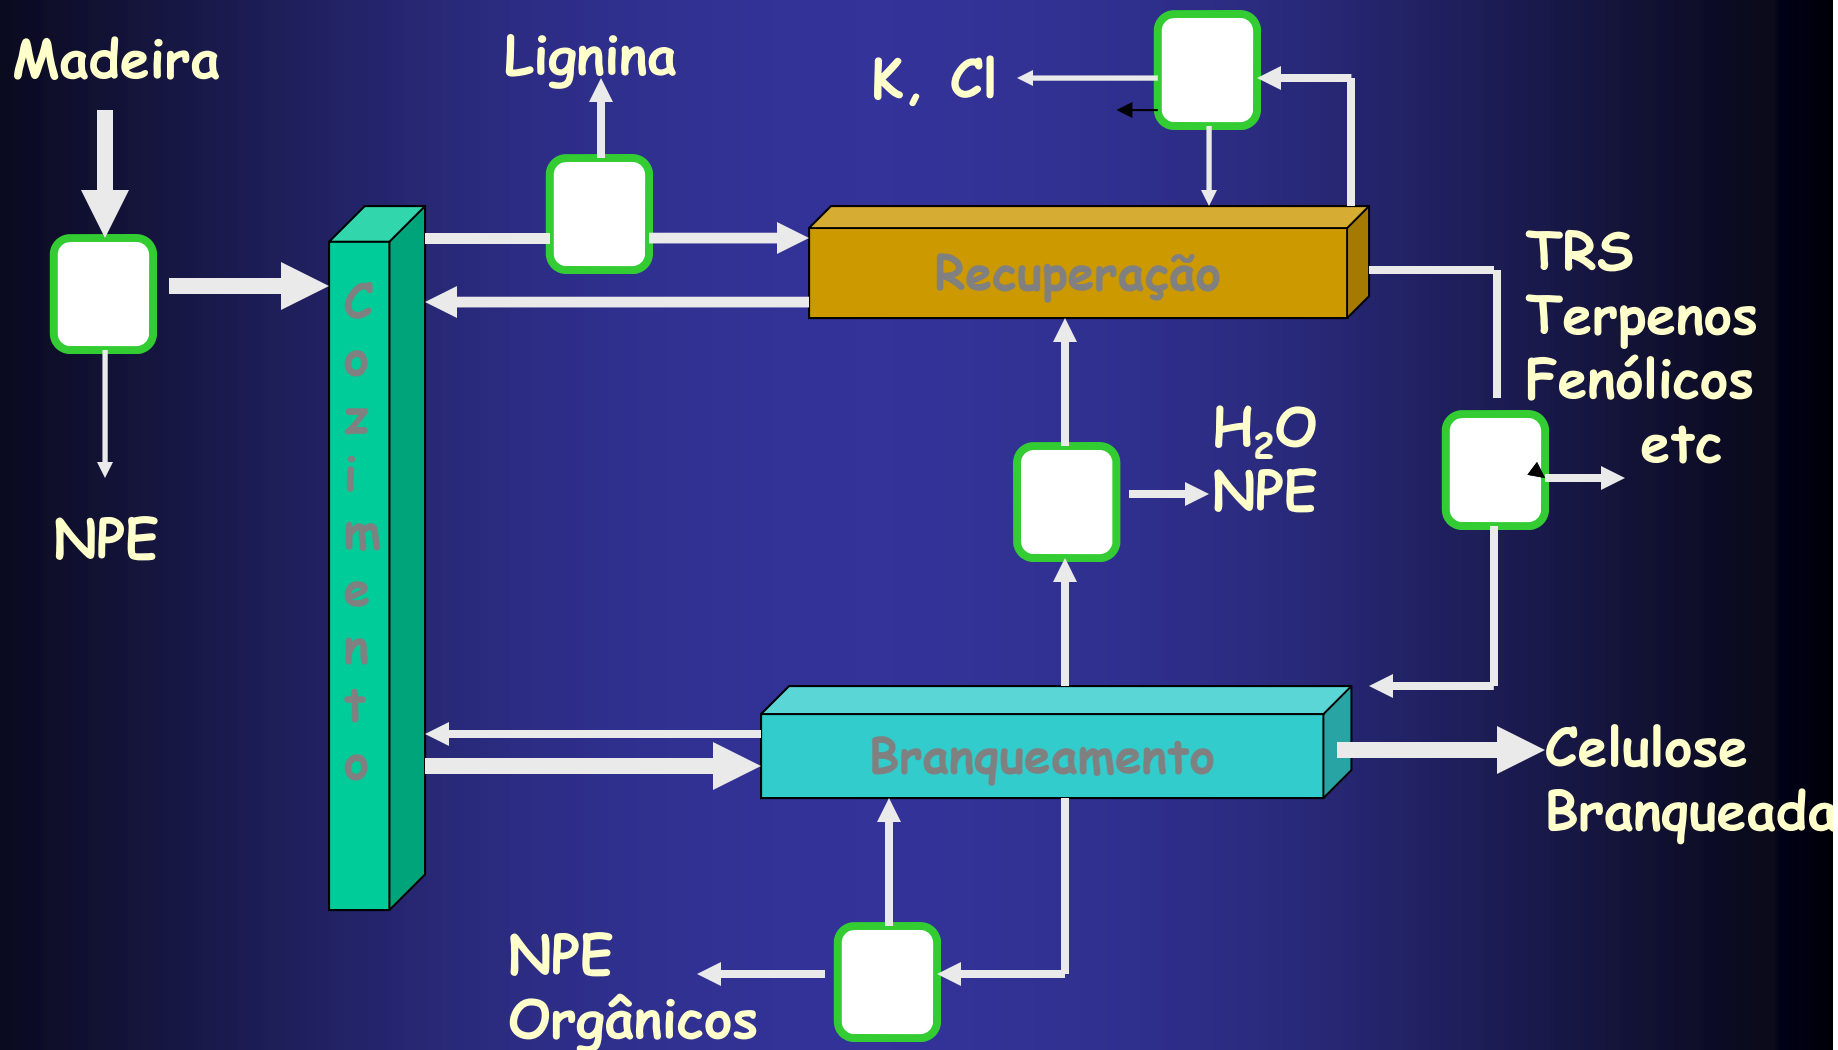 Madeira
Lignina
K, Cl
TRS
Terpenos
Fenólicos
etc
Recuperação
Cozimento
H₂O
NPE
NPE
Branqueamento
Celulose
Branqueada
NPE
Orgânicos